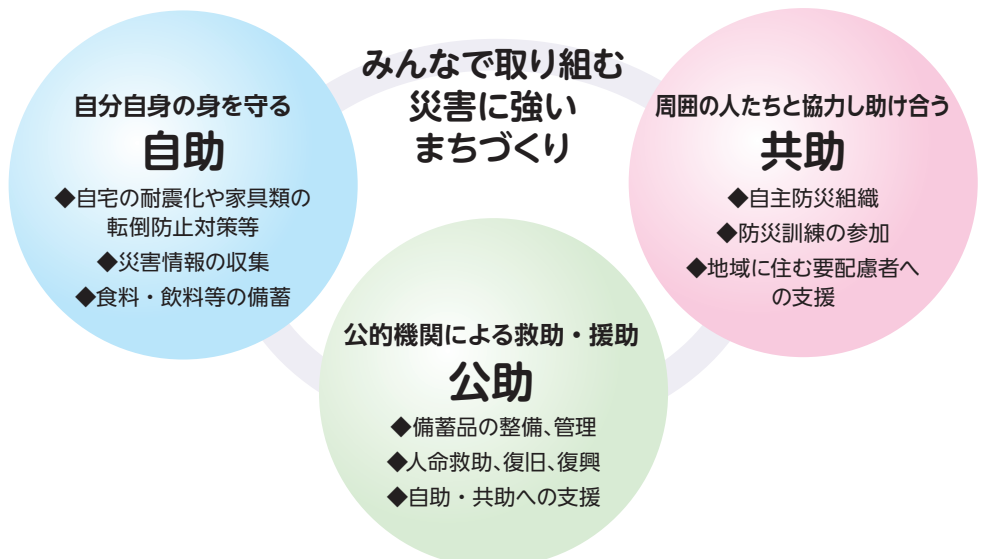 みんなで取り組む
災害に強い
まちづくり
自分自身の身を守る
自助
◆自宅の耐震化や家具類の
転倒防止対策等
◆災害情報の収集
◆食料・飲料等の備蓄
周囲の人たちと協力し助け合う
共助
◆自主防災組織
◆防災訓練の参加
◆地域に住む要配慮者へ
の支援
公的機関による救助・援助
公助
◆備蓄品の整備、管理
◆人命救助、復旧、復興
◆自助・共助への支援